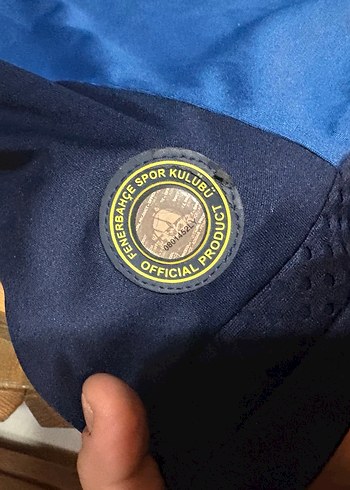 FENERBAHÇE SPOR KULÜBÜ
OFFICIAL PRODUCT